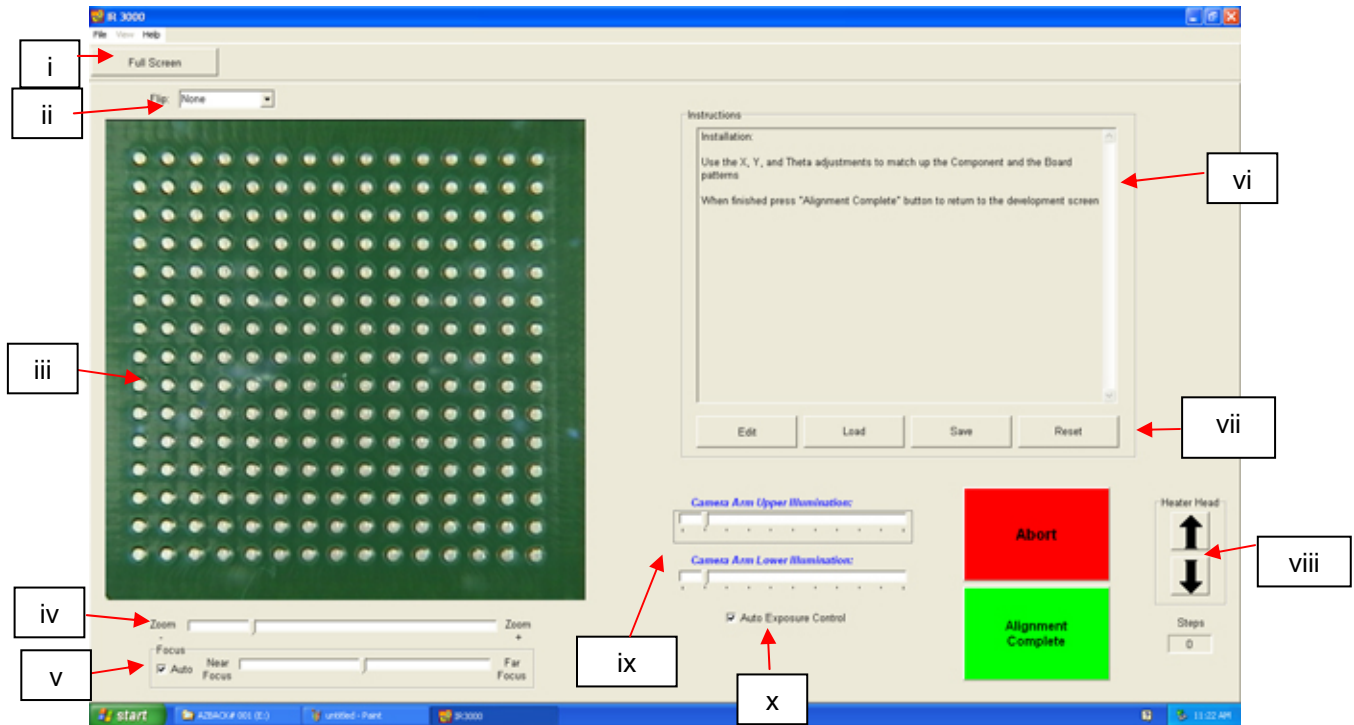 IR 3000
File View Help
i
Full Screen
ii
Flip: None
Instructions
Installation:
Use the X, Y, and Theta adjustments to match up the Component and the Board
patterns
When finished press "Alignment Complete" button to return to the development screen
vi
iii
Edit Load Save Reset
vii
Camera Arm Upper Illumination:
Camera Arm Lower Illumination:
Auto Exposure Control
Abort
Alignment
Complete
Heater Head
viii
Steps
0
iv
Zoom Zoom
- +
Focus
Auto Near Focus Far Focus
v
ix
x
start AZBACK# 001 (E:) untitled - Paint IR3000 11:22 AM